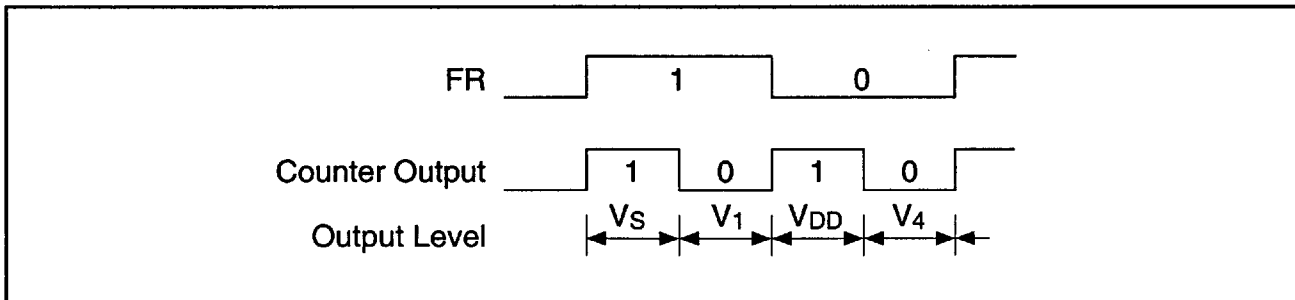 FR 1 0
Counter Output 1 0 1 0
Output Level VS V1 VDD V4